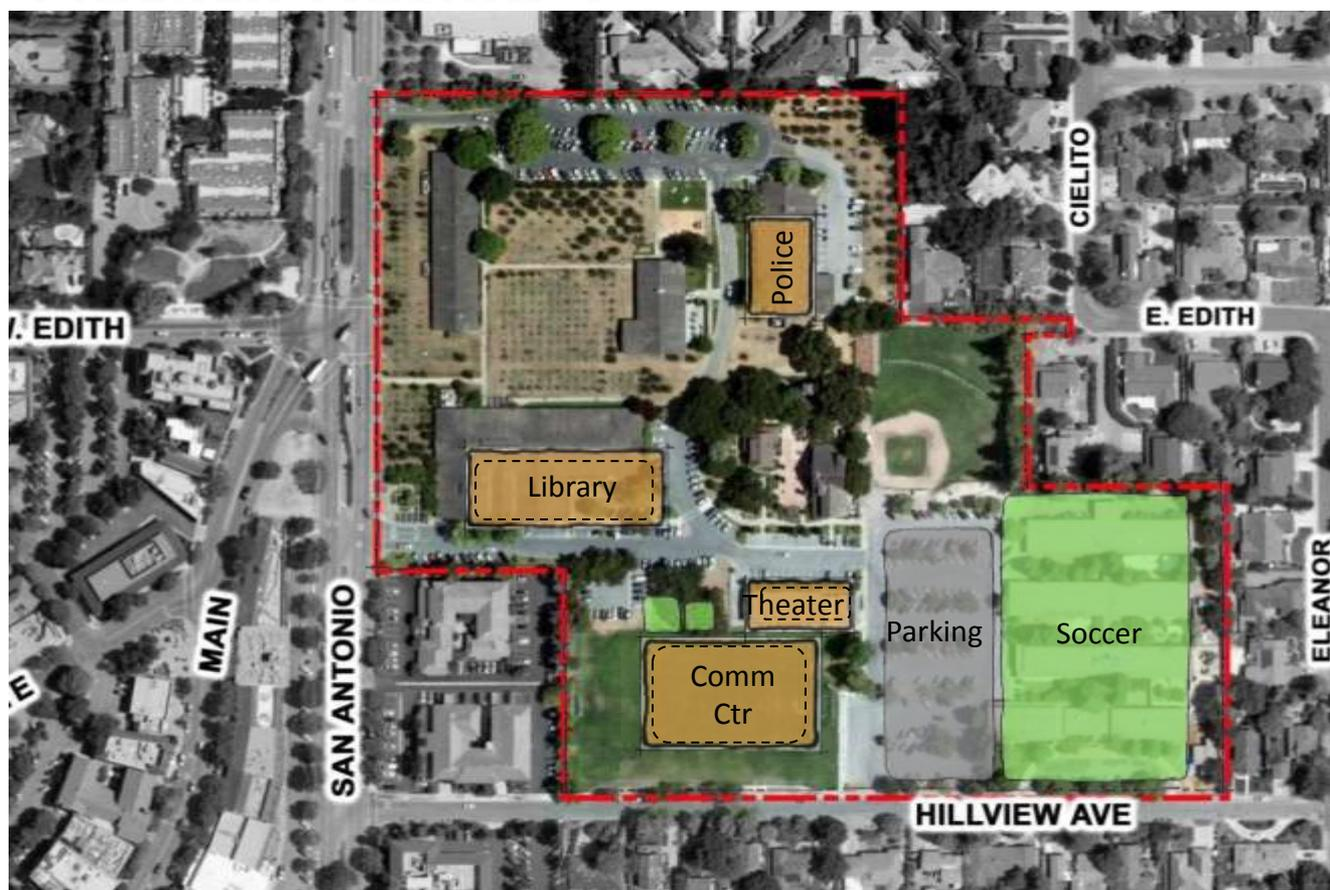 CIELITO
Police
W. EDITH
E. EDITH
Library
Theater
Parking
Soccer
Comm
Ctr
MAIN
SAN ANTONIO
ELEANOR
HILLVIEW AVE